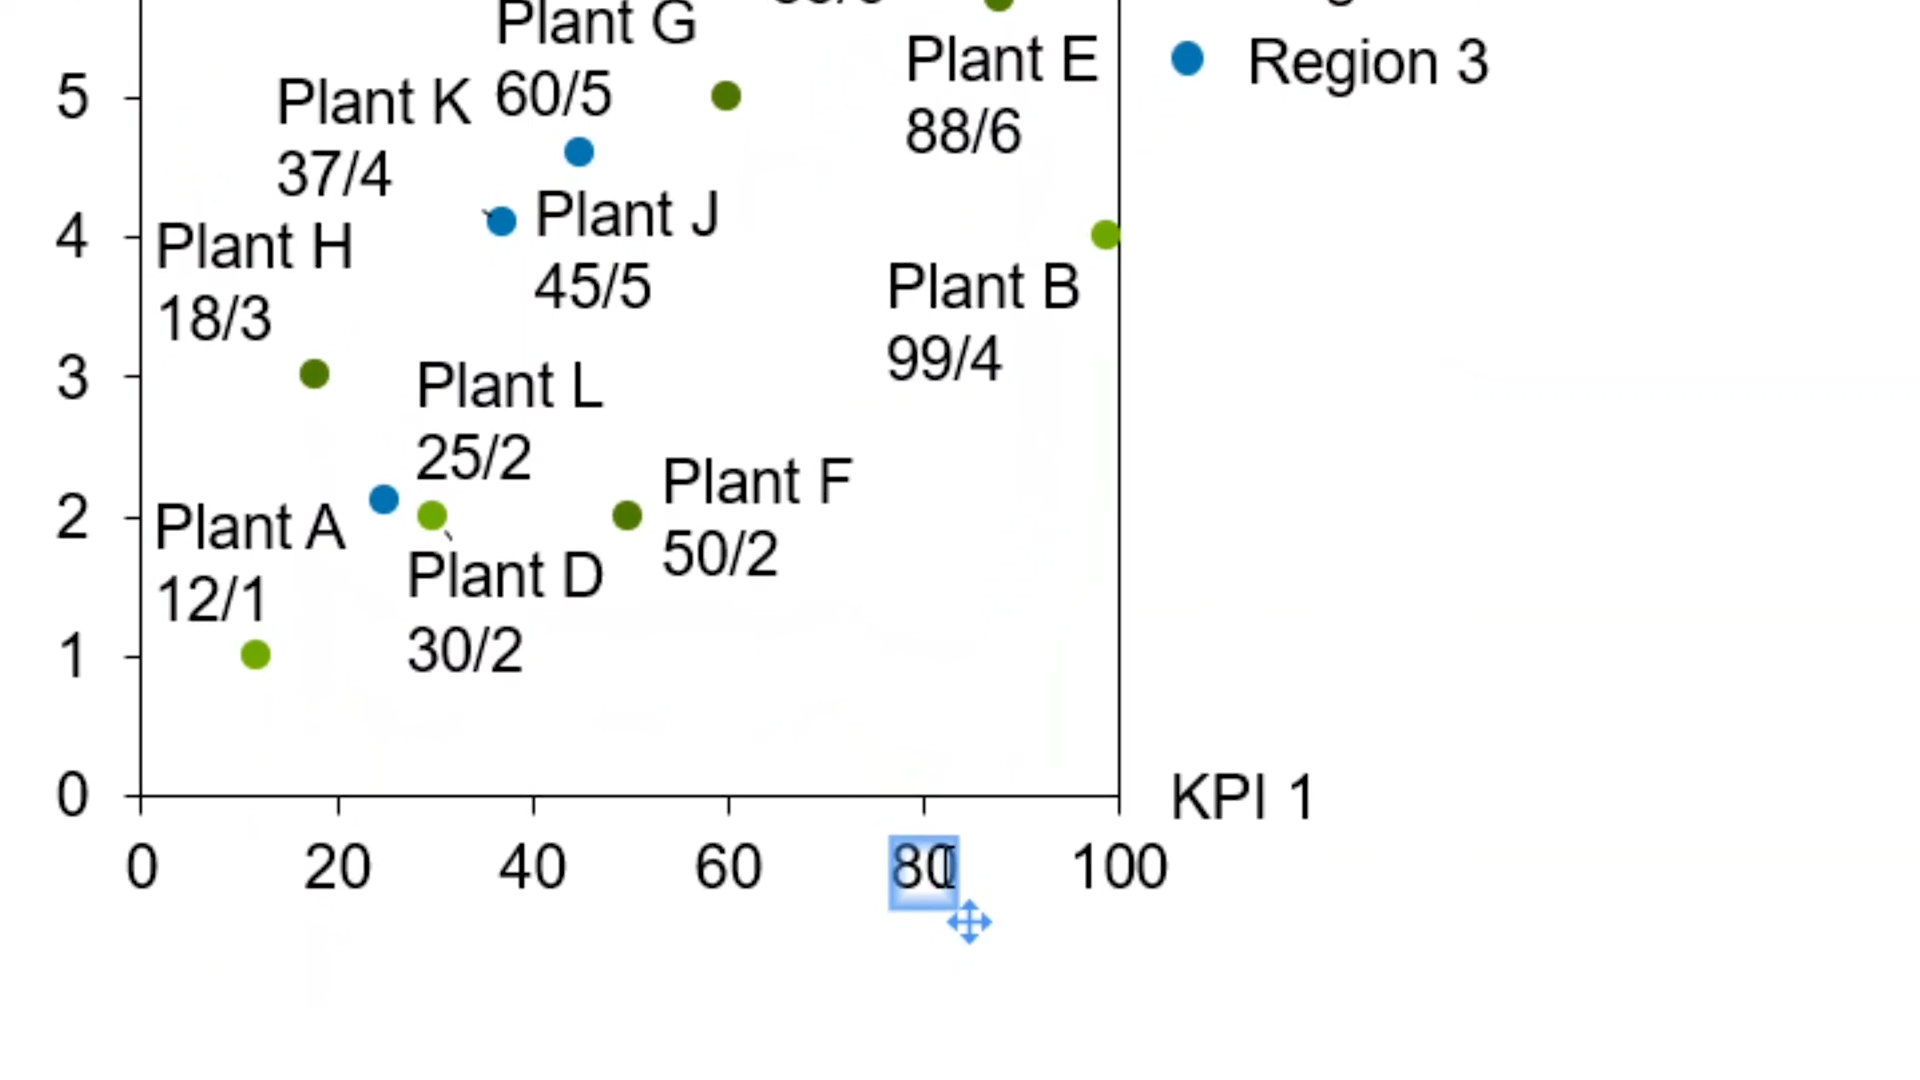 Plant G
60/5
Plant E
88/6
Region 3
5
Plant K
37/4
Plant J
45/5
4
Plant H
18/3
Plant B
99/4
3
Plant L
25/2
Plant F
50/2
2
Plant A
12/1
Plant D
30/2
1
0
KPI 1
0 20 40 60 80 100